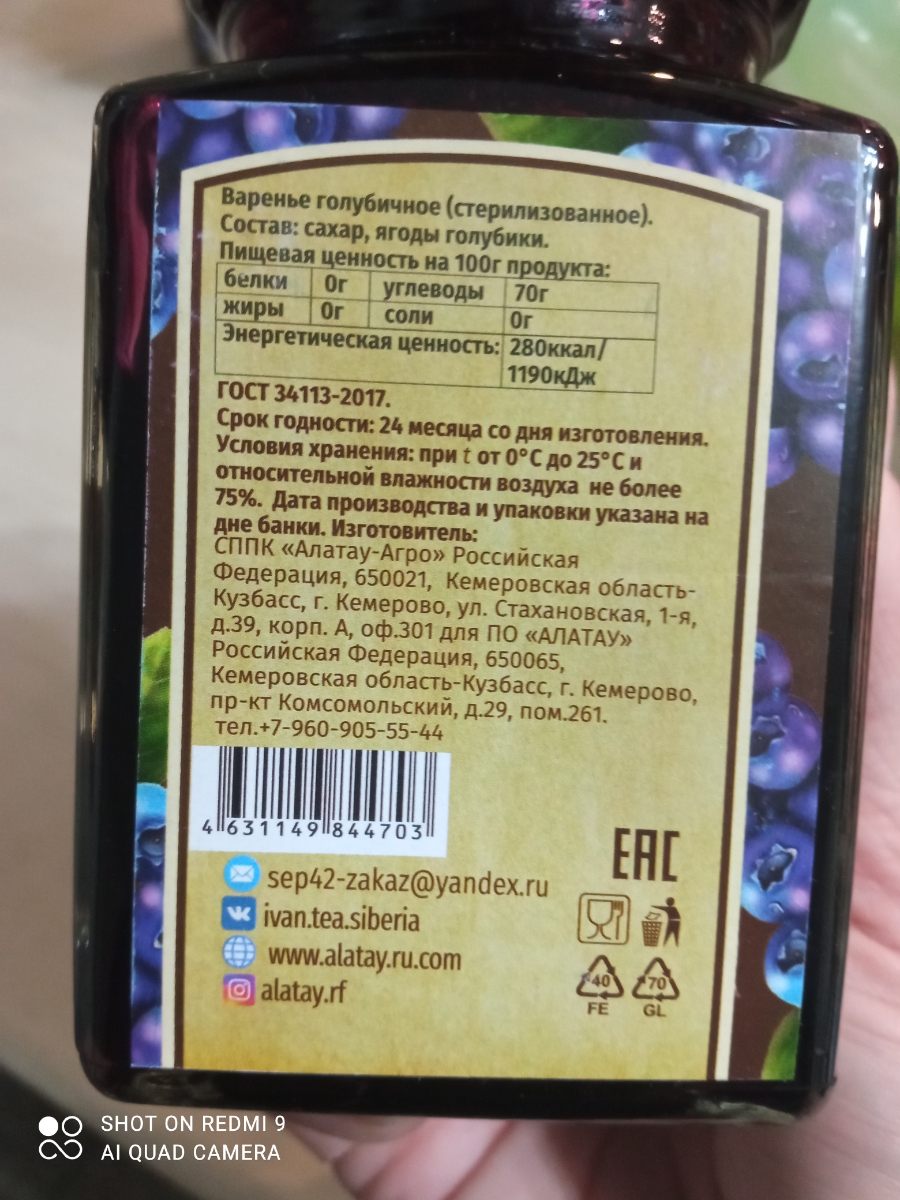 Варенье голубичное (стерилизованное).
Состав: сахар, ягоды голубики.
Пищевая ценность на 100г продукта:
белки 0г углеводы 70г
жиры 0г соли 0г
Энергетическая ценность: 280ккал/
1190кДж
ГОСТ 34113-2017.
Срок годности: 24 месяца со дня изготовления.
Условия хранения: при t от 0°C до 25°C и
относительной влажности воздуха не более
75%. Дата производства и упаковки указана на
дне банки. Изготовитель:
СППК «Алатау-Агро» Российская
Федерация, 650021, Кемеровская область-
Кузбасс, г. Кемерово, ул. Стахановская, 1-я,
д.39, корп. А, оф.301 для ПО «АЛАТАУ»
Российская Федерация, 650065,
Кемеровская область-Кузбасс, г. Кемерово,
пр-кт Комсомольский, д.29, пом.261.
тел.+7-960-905-55-44
4 631149 844703
EAC
sep42-zakaz@yandex.ru
ivan.tea.siberia
www.alatay.ru.com
alatay.rf
40 70
FE GL
SHOT ON REDMI 9
AI QUAD CAMERA